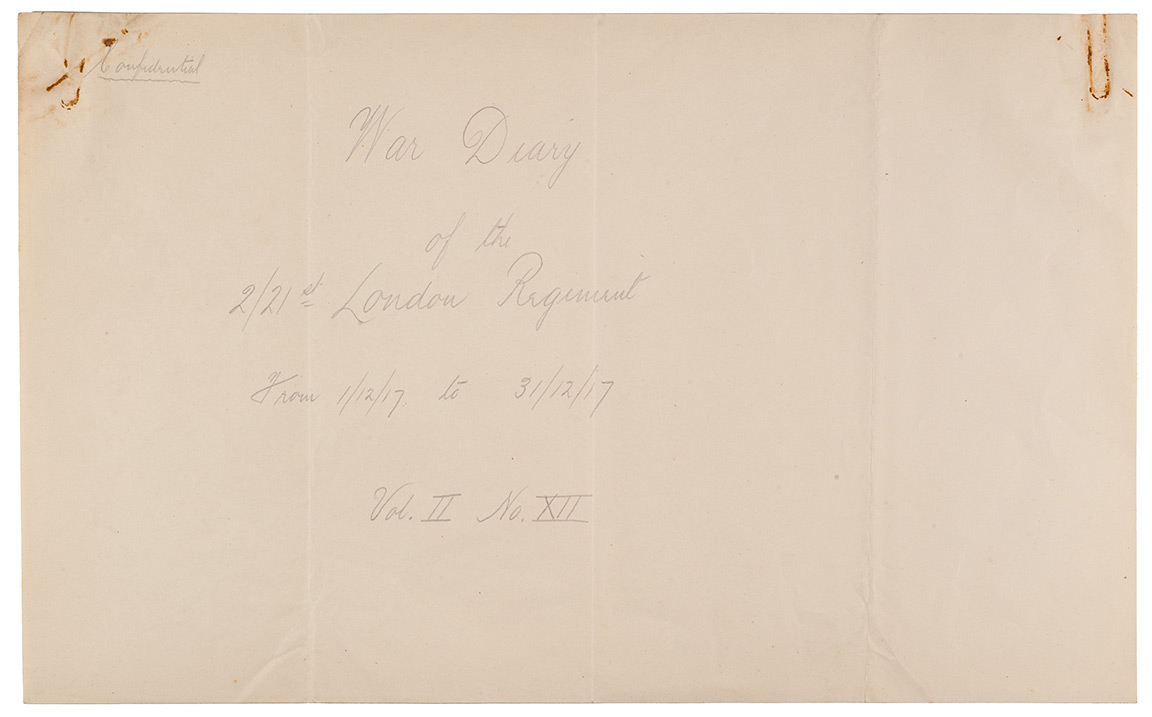 Confidential
War Diary
of the
2/21st London Regiment
From 1/12/17. to 31/12/17
Vol. II No. XII